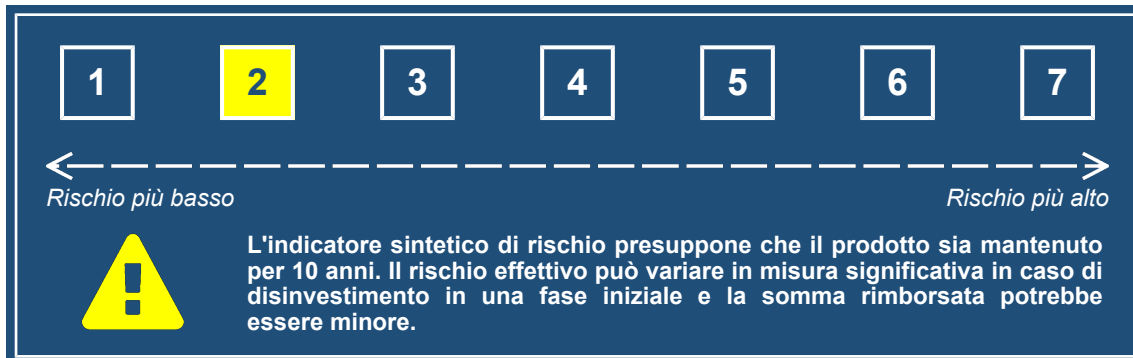 1 2 3 4 5 6 7
Rischio più basso Rischio più alto
L'indicatore sintetico di rischio presuppone che il prodotto sia mantenuto
per 10 anni. Il rischio effettivo può variare in misura significativa in caso di
disinvestimento in una fase iniziale e la somma rimborsata potrebbe
essere minore.